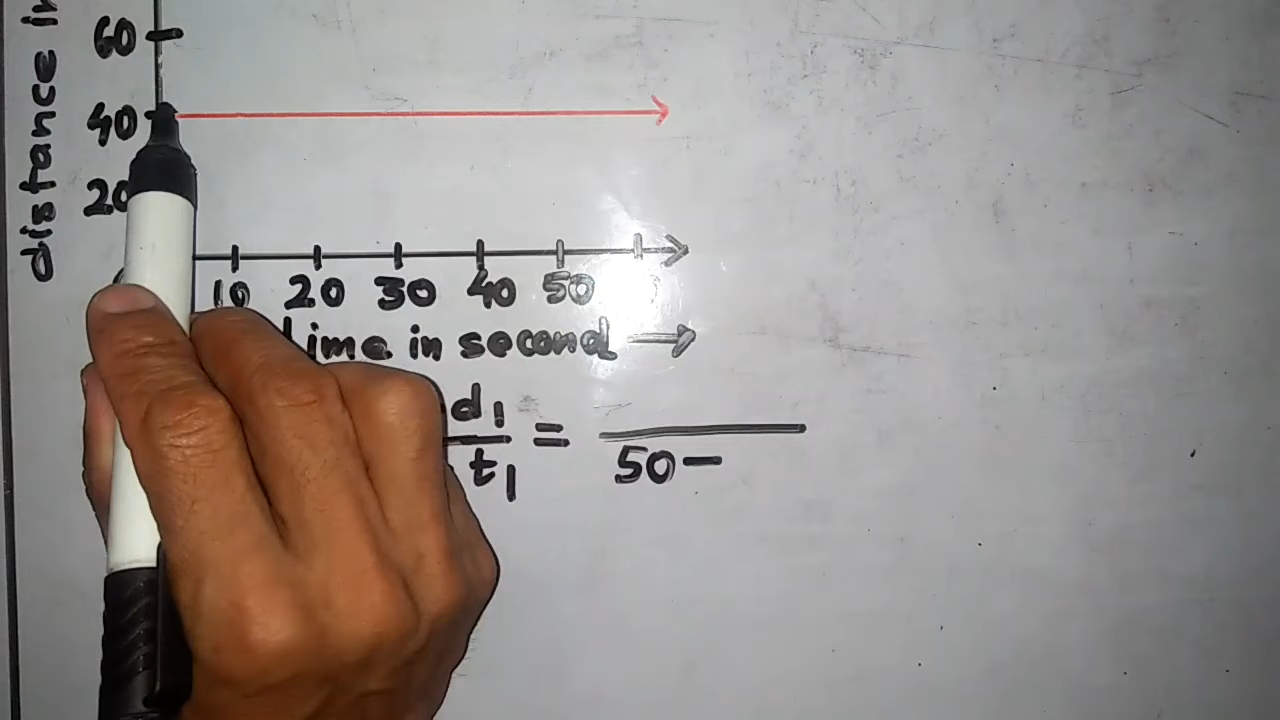 distance in
60
40
20
10 20 30 40 50
time in second →
d1 = 
t1 50-